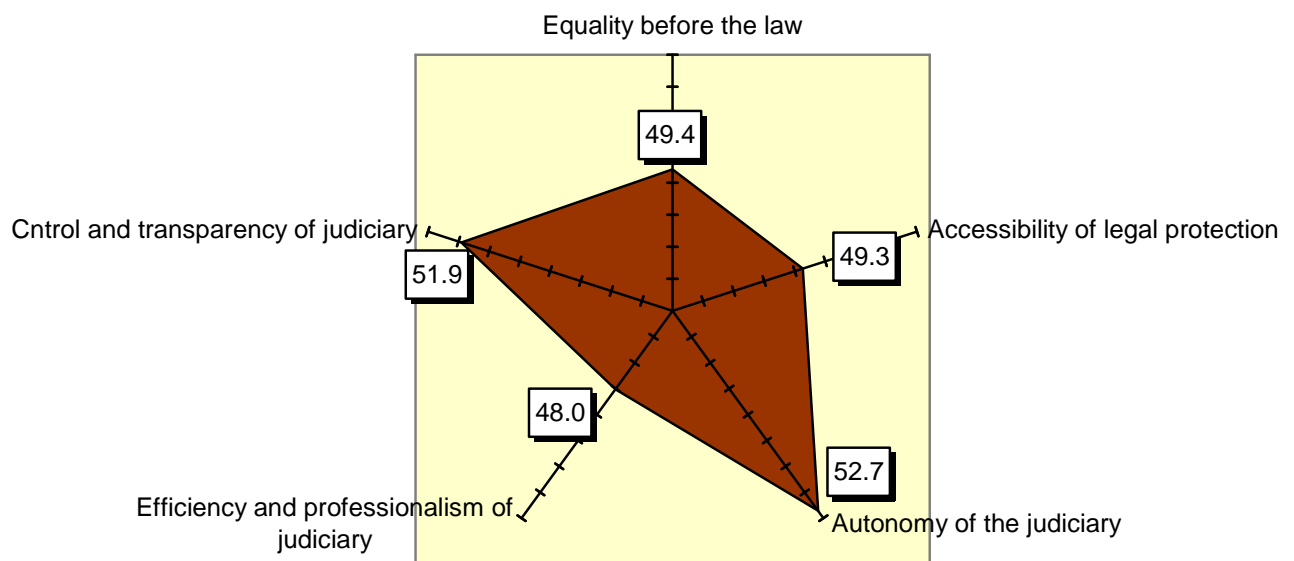 Equality before the law
49.4
Cntrol and transparency of judiciary
Accessibility of legal protection
49.3
51.9
48.0
52.7
Efficiency and professionalism of
judiciary
Autonomy of the judiciary